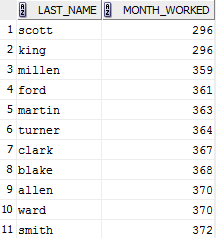 LAST_NAME MONTH_WORKED
1 scott 296
2 king 296
3 millen 359
4 ford 361
5 martin 363
6 turner 364
7 clark 367
8 blake 368
9 allen 370
10 ward 370
11 smith 372